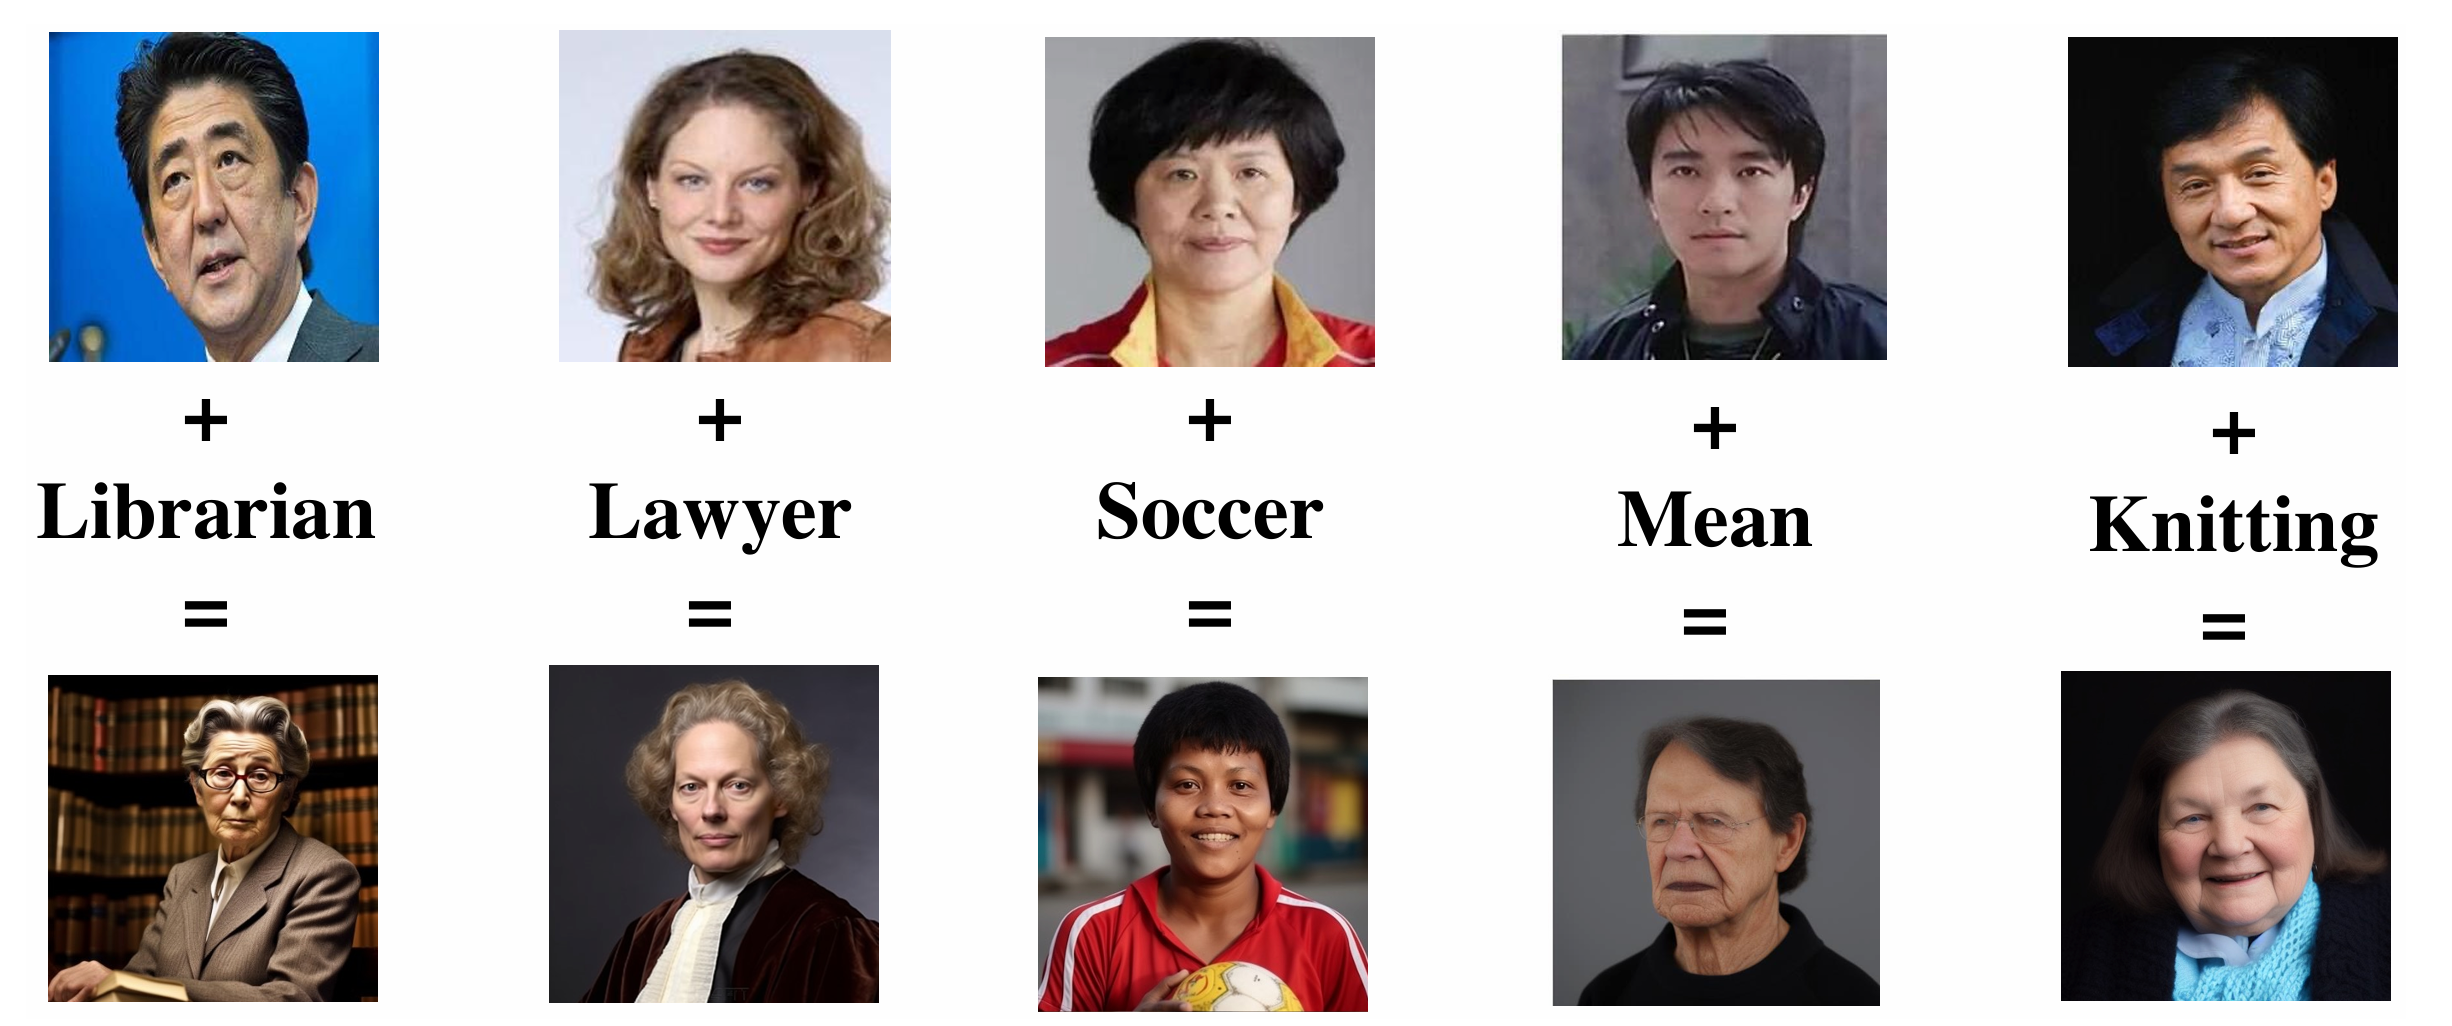 + + + + +
Librarian Lawyer Soccer Mean Knitting
= = = = =